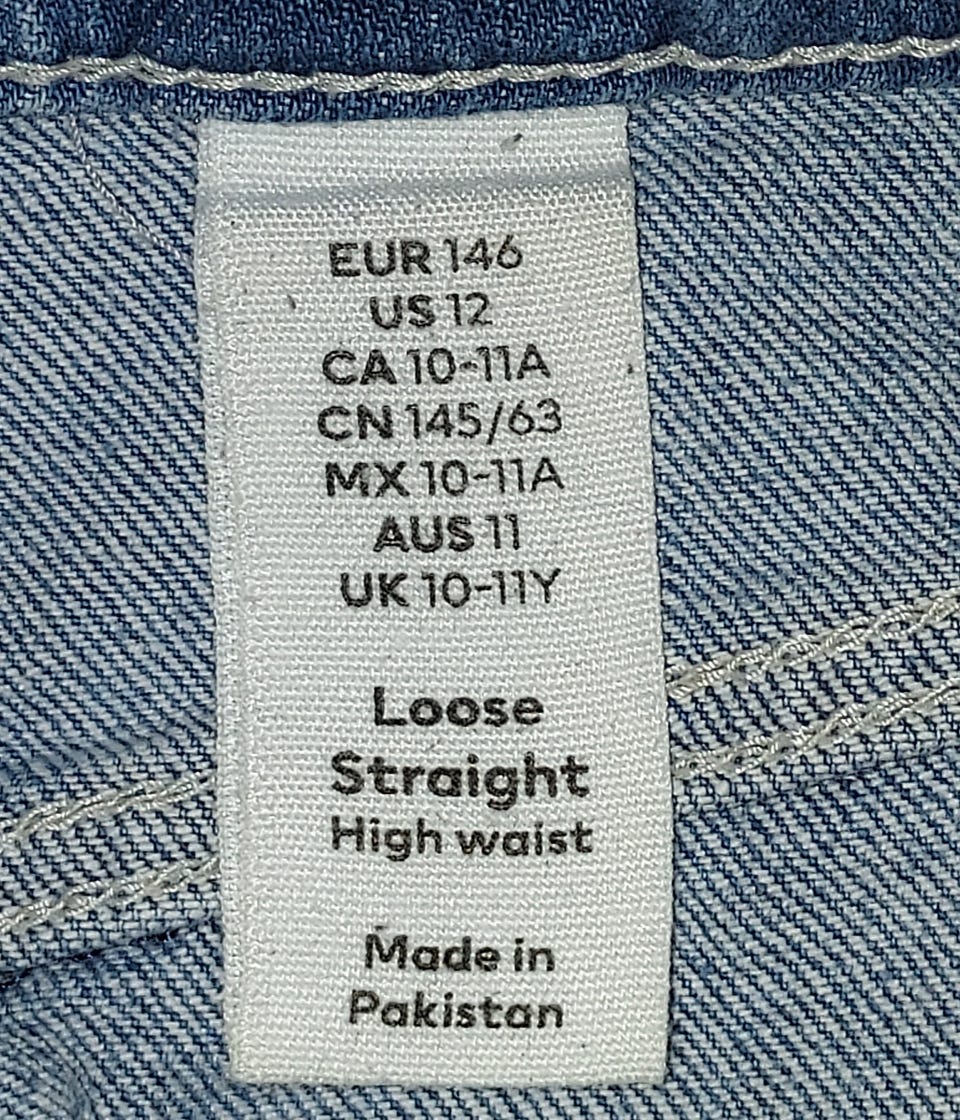 EUR 146
US 12
CA 10-11A
CN 145/63
MX 10-11A
AUS 11
UK 10-11Y
Loose
Straight
High waist
Made in
Pakistan